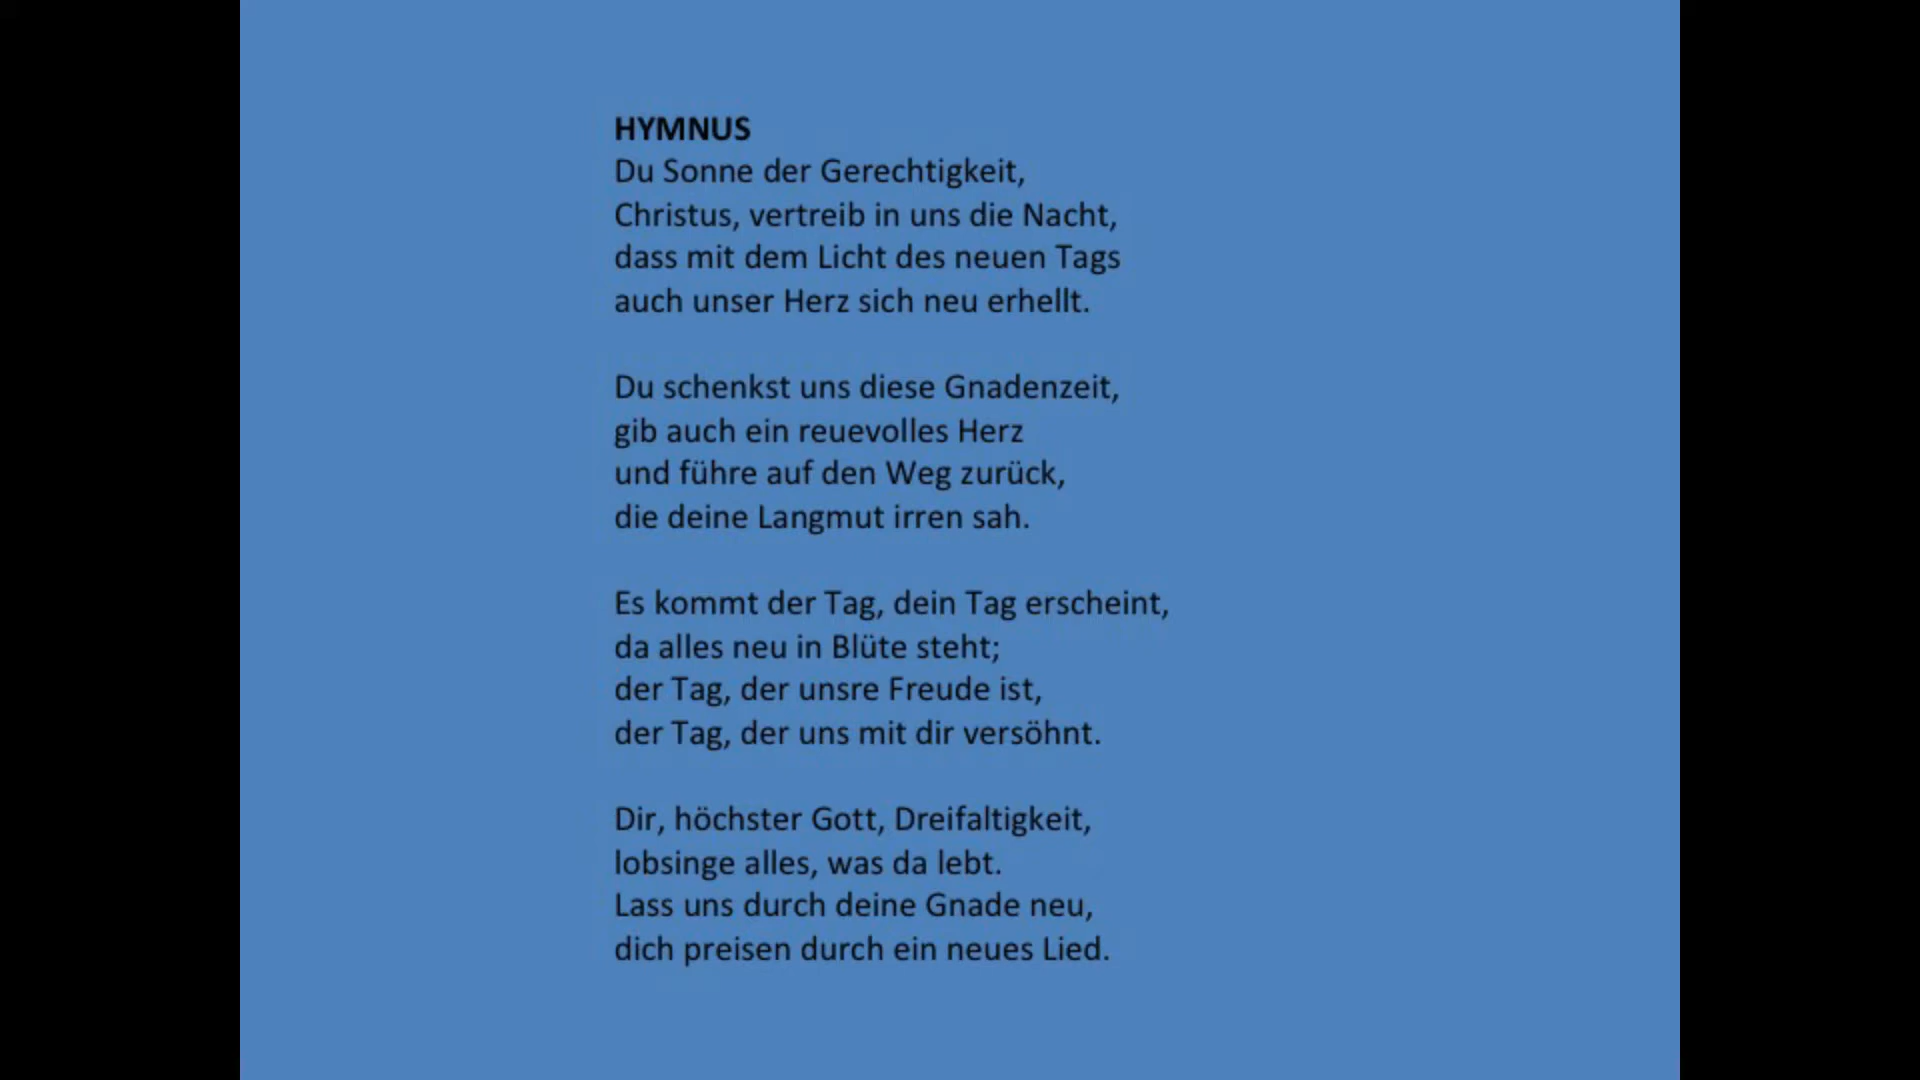 HYMNUS
Du Sonne der Gerechtigkeit,
Christus, vertreib in uns die Nacht,
dass mit dem Licht des neuen Tags
auch unser Herz sich neu erhellt.
Du schenkst uns diese Gnadenzeit,
gib auch ein reuevolles Herz
und führe auf den Weg zurück,
die deine Langmut irren sah.
Es kommt der Tag, dein Tag erscheint,
da alles neu in Blüte steht;
der Tag, der unsre Freude ist,
der Tag, der uns mit dir versöhnt.
Dir, höchster Gott, Dreifaltigkeit,
lobsinge alles, was da lebt.
Lass uns durch deine Gnade neu,
dich preisen durch ein neues Lied.